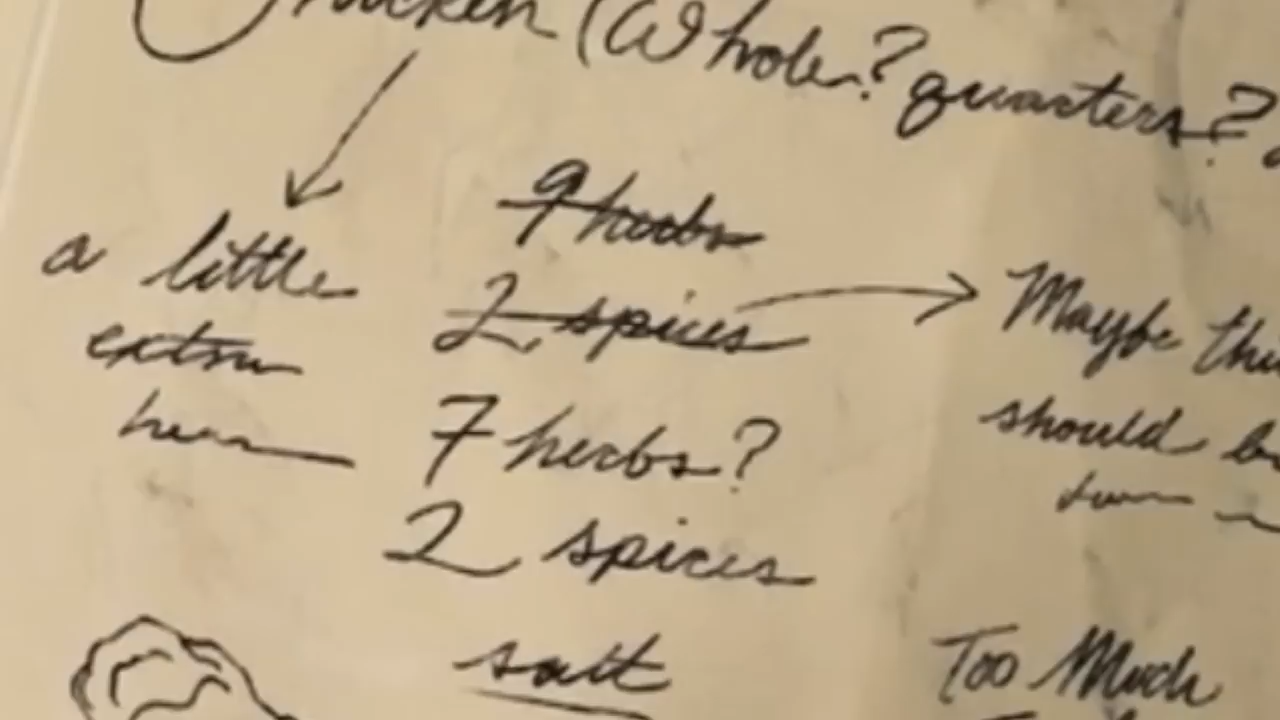 Chicken (Whole? quarters?
a little
extra
here
9 herbs
2 spices
7 herbs?
2 spices
salt
Maybe this
should be
Too Much